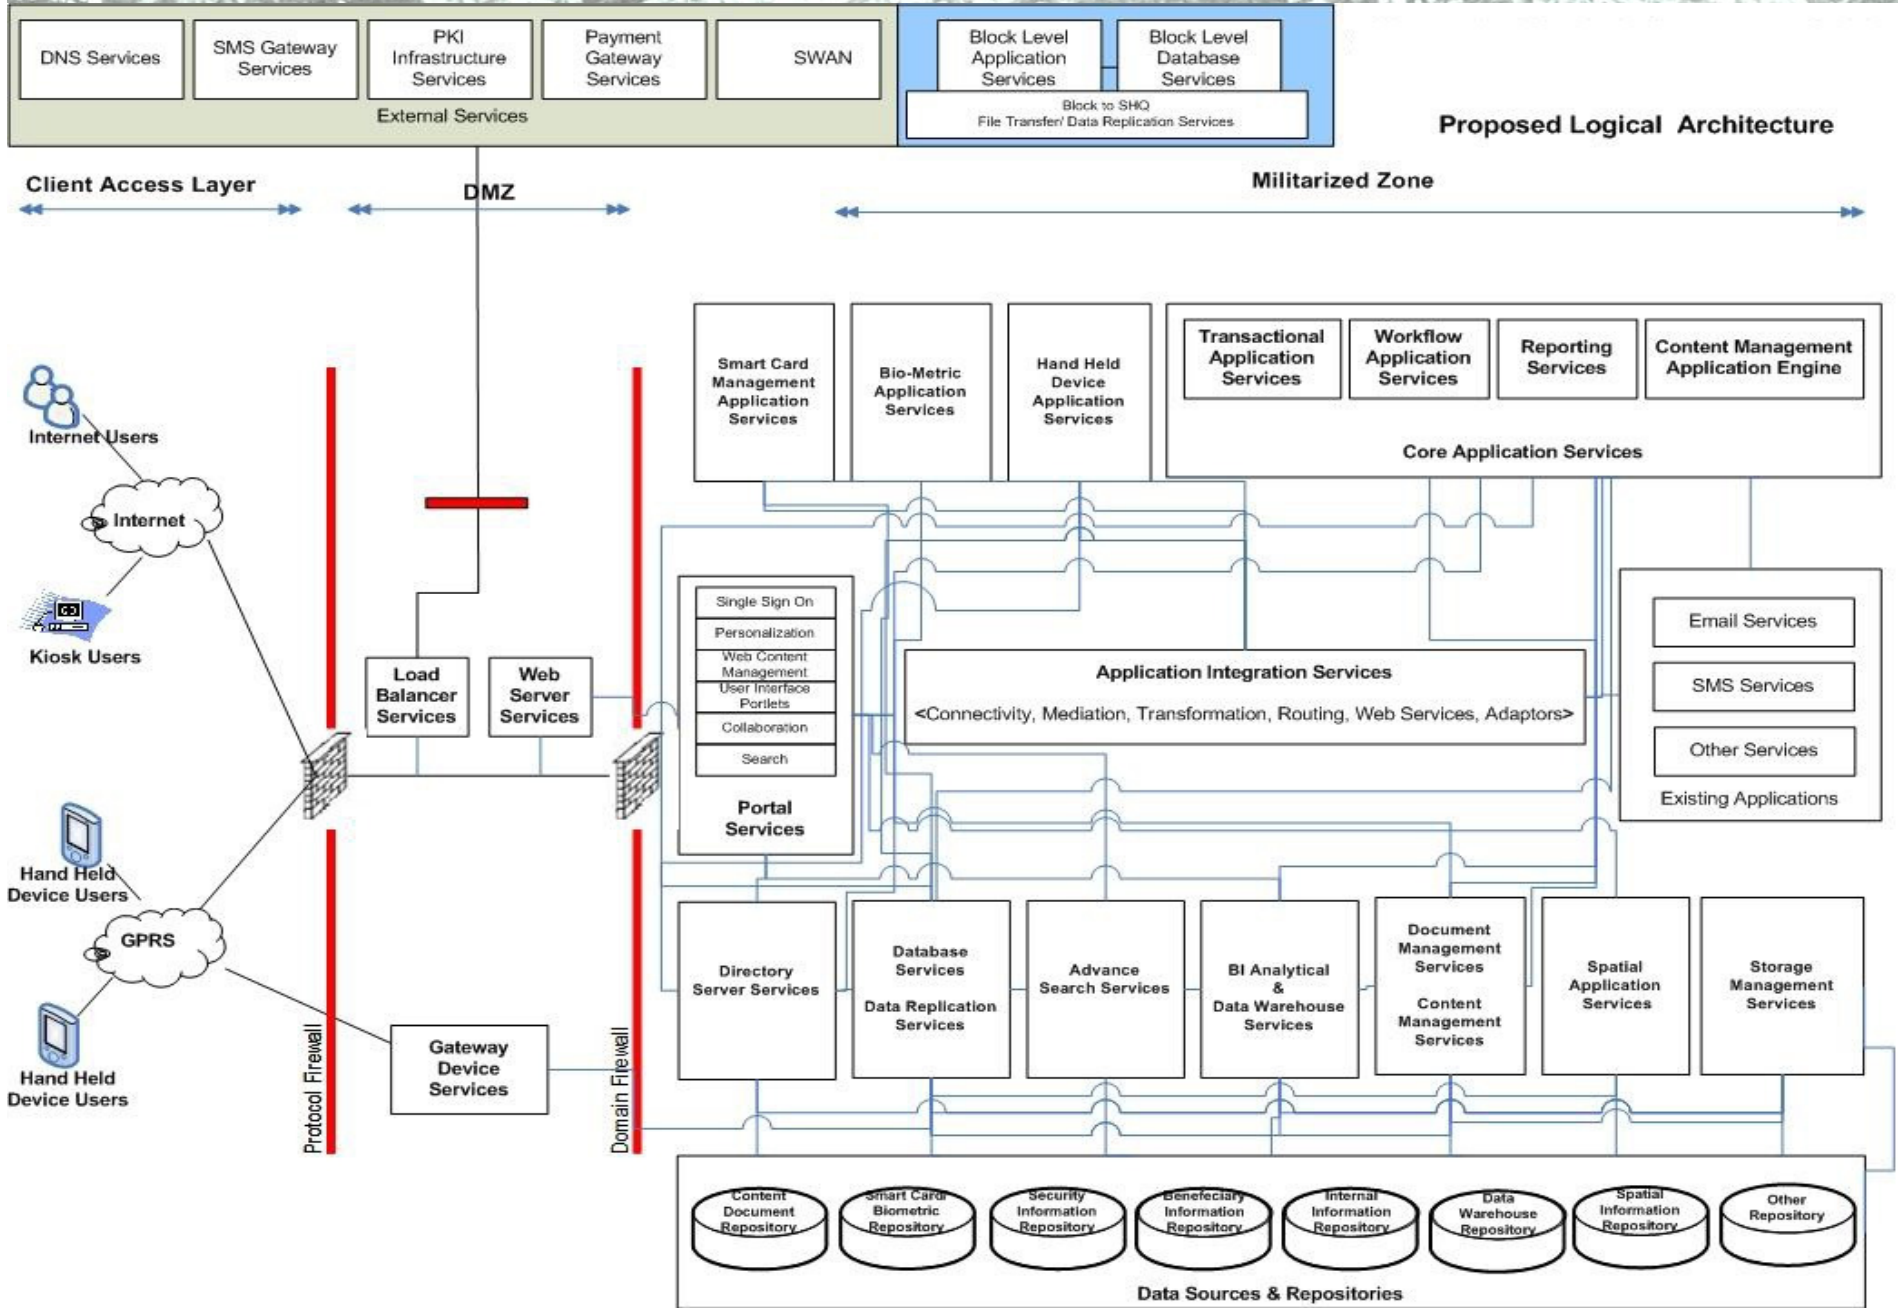 DNS Services
SMS Gateway
Services
PKI
Infrastructure
Services
Payment
Gateway
Services
SWAN
External Services
Block Level
Application
Services
Block Level
Database
Services
Block to SHQ
File Transfer/ Data Replication Services
Proposed Logical Architecture
Client Access Layer
DMZ
Militarized Zone
Internet Users
Internet
Kiosk Users
Hand Held
Device Users
GPRS
Hand Held
Device Users
Protocol Firewall
Load
Balancer
Services
Web
Server
Services
Gateway
Device
Services
Domain Firewall
Smart Card
Management
Application
Services
Bio-Metric
Application
Services
Hand Held
Device
Application
Services
Transactional
Application
Services
Workflow
Application
Services
Reporting
Services
Content Management
Application Engine
Core Application Services
Single Sign On
Personalization
Web Content
Management
User Interface
Portlets
Collaboration
Search
Portal
Services
Application Integration Services
<Connectivity, Mediation, Transformation, Routing, Web Services, Adaptors>
Email Services
SMS Services
Other Services
Existing Applications
Directory
Server Services
Database
Services
Data Replication
Services
Advance
Search Services
BI Analytical
&
Data Warehouse
Services
Document
Management
Services
Content
Management
Services
Spatial
Application
Services
Storage
Management
Services
Content
Document
Repository
Smart Card/
Biometric
Repository
Security
Information
Repository
Benefeciary
Information
Repository
Internal
Information
Repository
Data
Warehouse
Repository
Spatial
Information
Repository
Other
Repository
Data Sources & Repositories